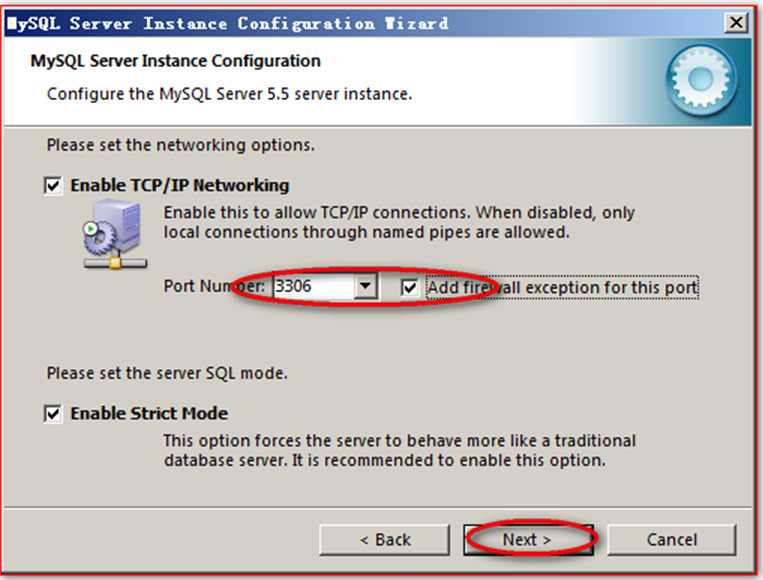 MySQL Server Instance Configuration Wizard
MySQL Server Instance Configuration
Configure the MySQL Server 5.5 server instance.
Please set the networking options.
Enable TCP/IP Networking
Enable this to allow TCP/IP connections. When disabled, only
local connections through named pipes are allowed.
Port Number: 3306 Add firewall exception for this port
Please set the server SQL mode.
Enable Strict Mode
This option forces the server to behave more like a traditional
database server. It is recommended to enable this option.
< Back Next > Cancel